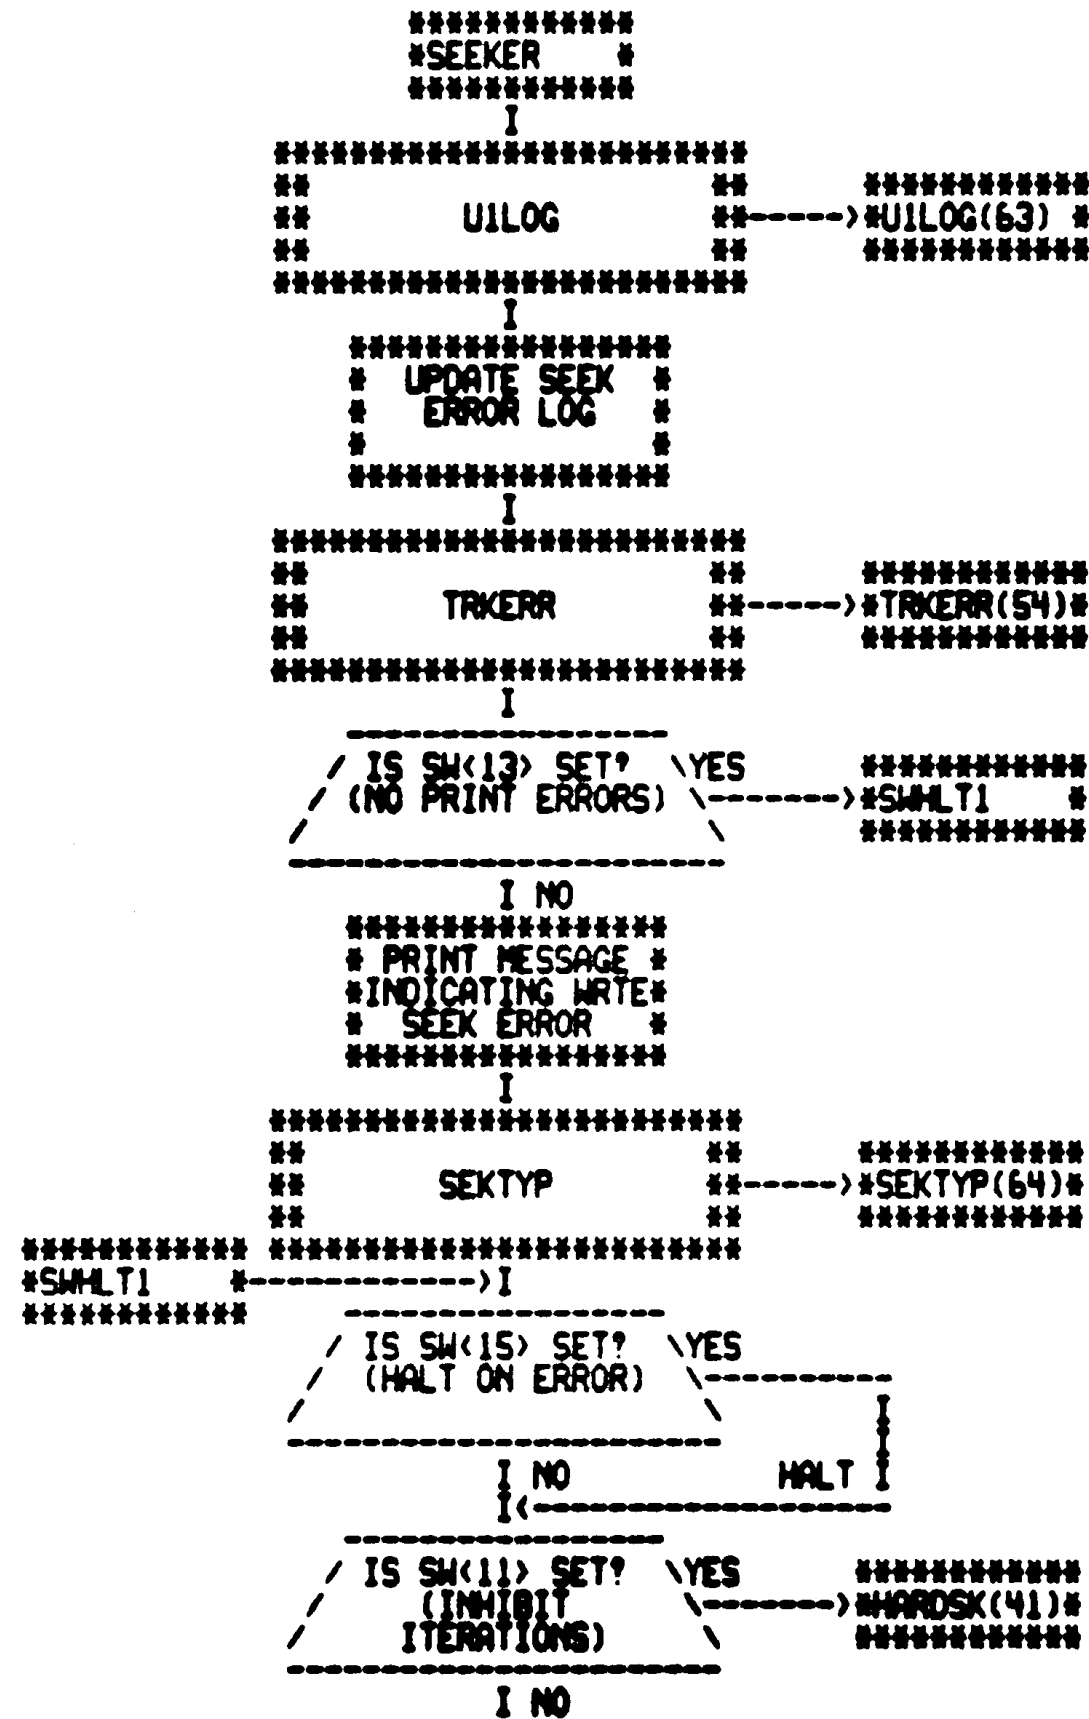 SEEKER
U1LOG
U1LOG(63)
UPDATE SEEK
ERROR LOG
TRKERR
TRKERR(54)
IS SW<13> SET?
YES
(NO PRINT ERRORS)
SWHLT1
NO
PRINT MESSAGE
INDICATING WRTE
SEEK ERROR
SEKTYP
SEKTYP(64)
SWHLT1
IS SW<15> SET?
YES
(HALT ON ERROR)
NO
HALT
IS SW<11> SET?
YES
(INHIBIT
HARDSK(41)
ITERATIONS)
NO